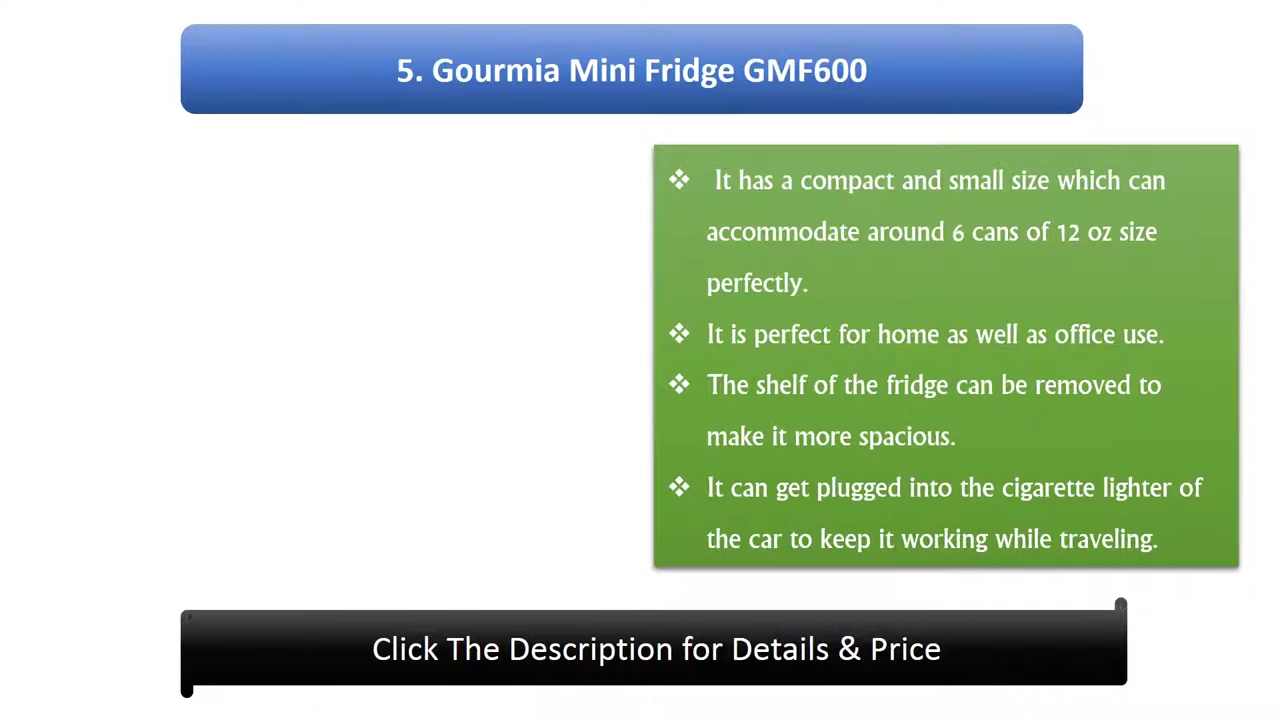 5. Gourmia Mini Fridge GMF600
❖ It has a compact and small size which can
accommodate around 6 cans of 12 oz size
perfectly.
❖ It is perfect for home as well as office use.
❖ The shelf of the fridge can be removed to
make it more spacious.
❖ It can get plugged into the cigarette lighter of
the car to keep it working while traveling.
Click The Description for Details & Price